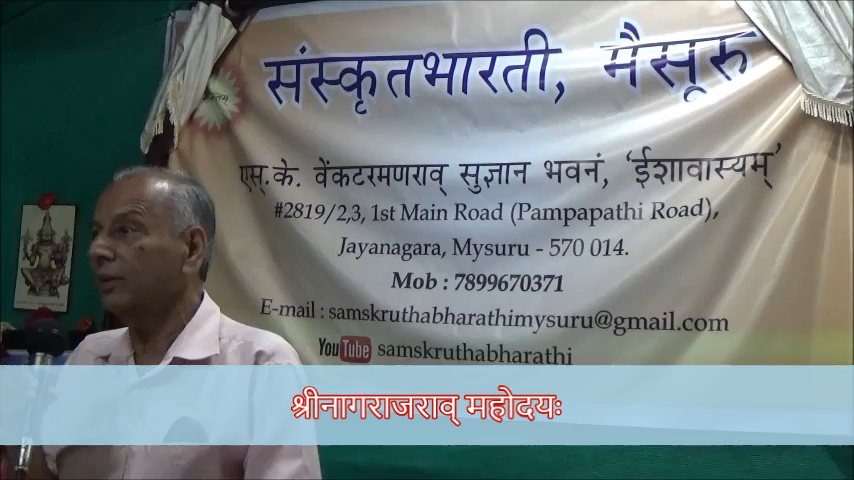 संस्कृतभारती, मैसूरु
एस्.के. वेंकटरमणराव् सुज्ञान भवनं, 'ईशावास्यम्'
#2819/2,3, 1st Main Road (Pampapathi Road),
Jayanagara, Mysuru - 570 014.
Mob : 7899670371
E-mail : samskruthabharathimysuru@gmail.com
YouTube samskruthabharathi
श्रीनागराजराव् महोदयः